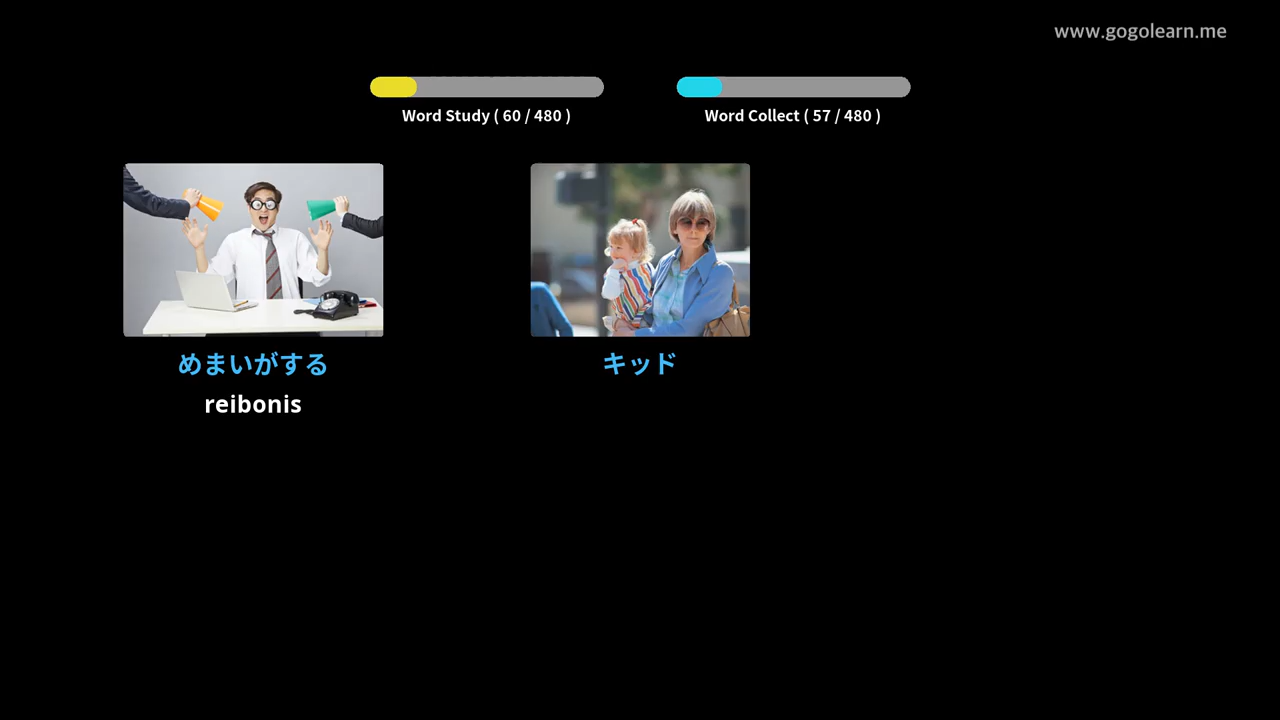 www.gogolearn.me
Word Study ( 60 / 480 )
Word Collect ( 57 / 480 )
めまいがする
reibonis
キッド